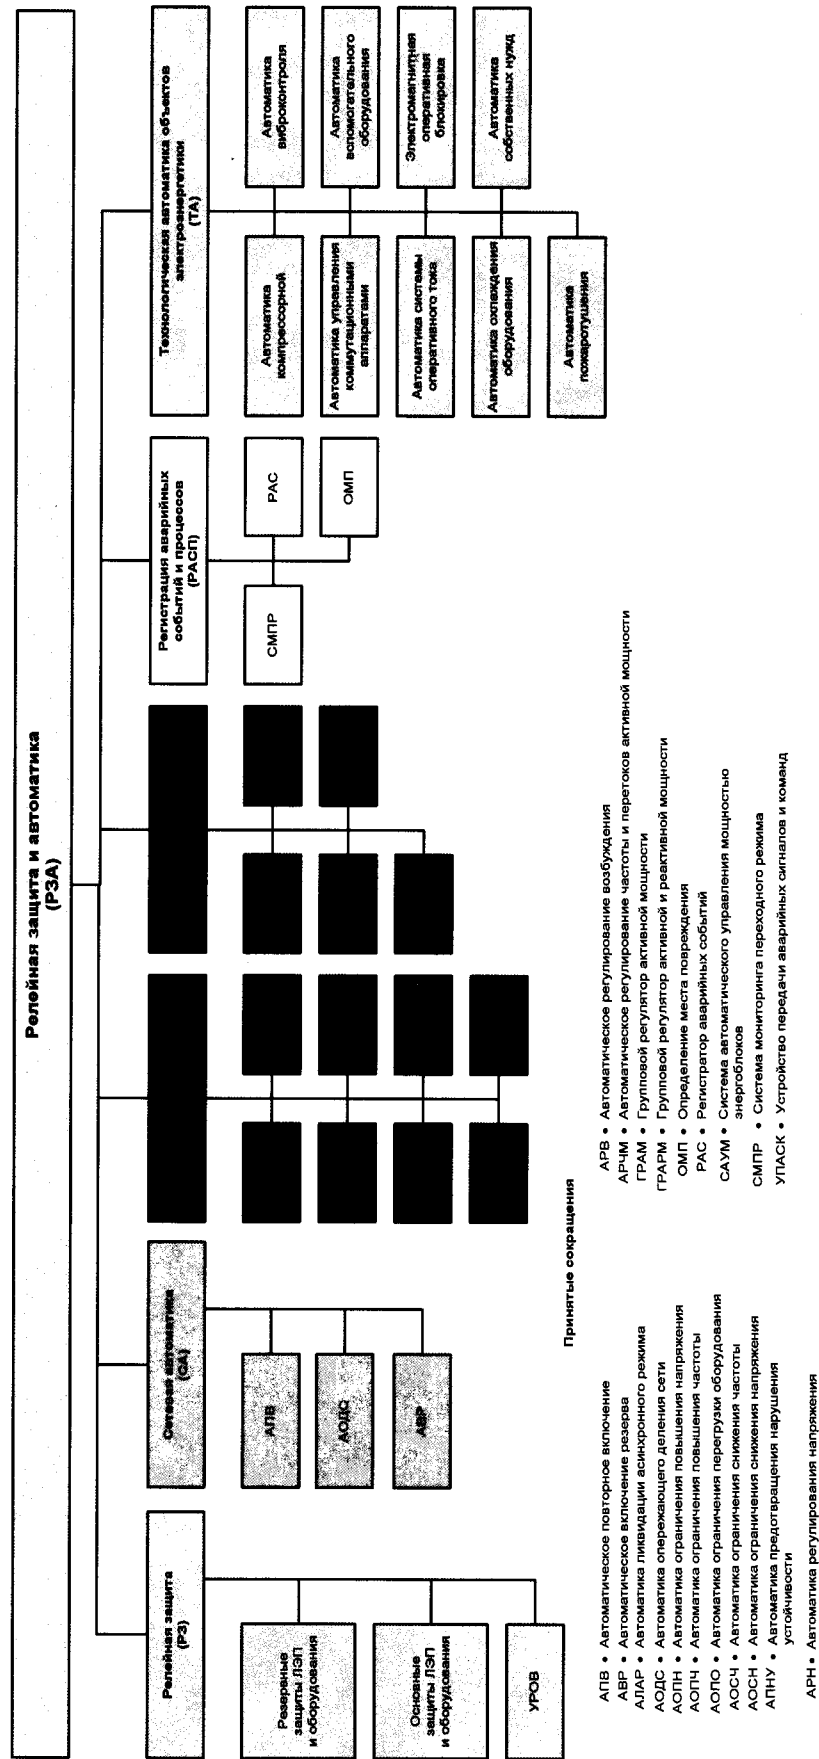 Релейная защита и автоматика
(РЗА)
Релейная защита
(РЗ)
Резервные
защиты ЛЭП
и оборудования
Основные
защиты ЛЭП
и оборудования
УРОВ
Сетевая автоматика
(СА)
АПВ
АОДС
АВР
Регистрация аварийных
событий и процессов
(РАСП)
СМПР
РАС
ОМП
Технологическая автоматика объектов
электроэнергетики
(ТА)
Автоматика
компрессорной
Автоматика
виброконтроля
Автоматика управления
коммутационными
аппаратами
Автоматика
вспомогательного
оборудования
Автоматика системы
оперативного тока
Электромагнитная
оперативная
блокировка
Автоматика охлаждения
оборудования
Автоматика
собственных нужд
Автоматика
пожаротушения
Принятые сокращения
АПВ • Автоматическое повторное включение
АВР • Автоматическое включение резерва
АЛАР • Автоматика ликвидации асинхронного режима
АОДС • Автоматика опережающего деления сети
АОПН • Автоматика ограничения повышения напряжения
АОПЧ • Автоматика ограничения повышения частоты
АОПО • Автоматика ограничения перегрузки оборудования
АОСЧ • Автоматика ограничения снижения частоты
АОСН • Автоматика ограничения снижения напряжения
АПНУ • Автоматика предотвращения нарушения
устойчивости
АРН • Автоматика регулирования напряжения
АРВ • Автоматическое регулирование возбуждения
АРЧМ • Автоматическое регулирование частоты и перетоков активной мощности
ГРАМ • Групповой регулятор активной мощности
ГРАРМ • Групповой регулятор активной и реактивной мощности
ОМП • Определение места повреждения
РАС • Регистратор аварийных событий
САУМ • Система автоматического управления мощностью
энергоблоков
СМПР • Система мониторинга переходного режима
УПАСК • Устройство передачи аварийных сигналов и команд